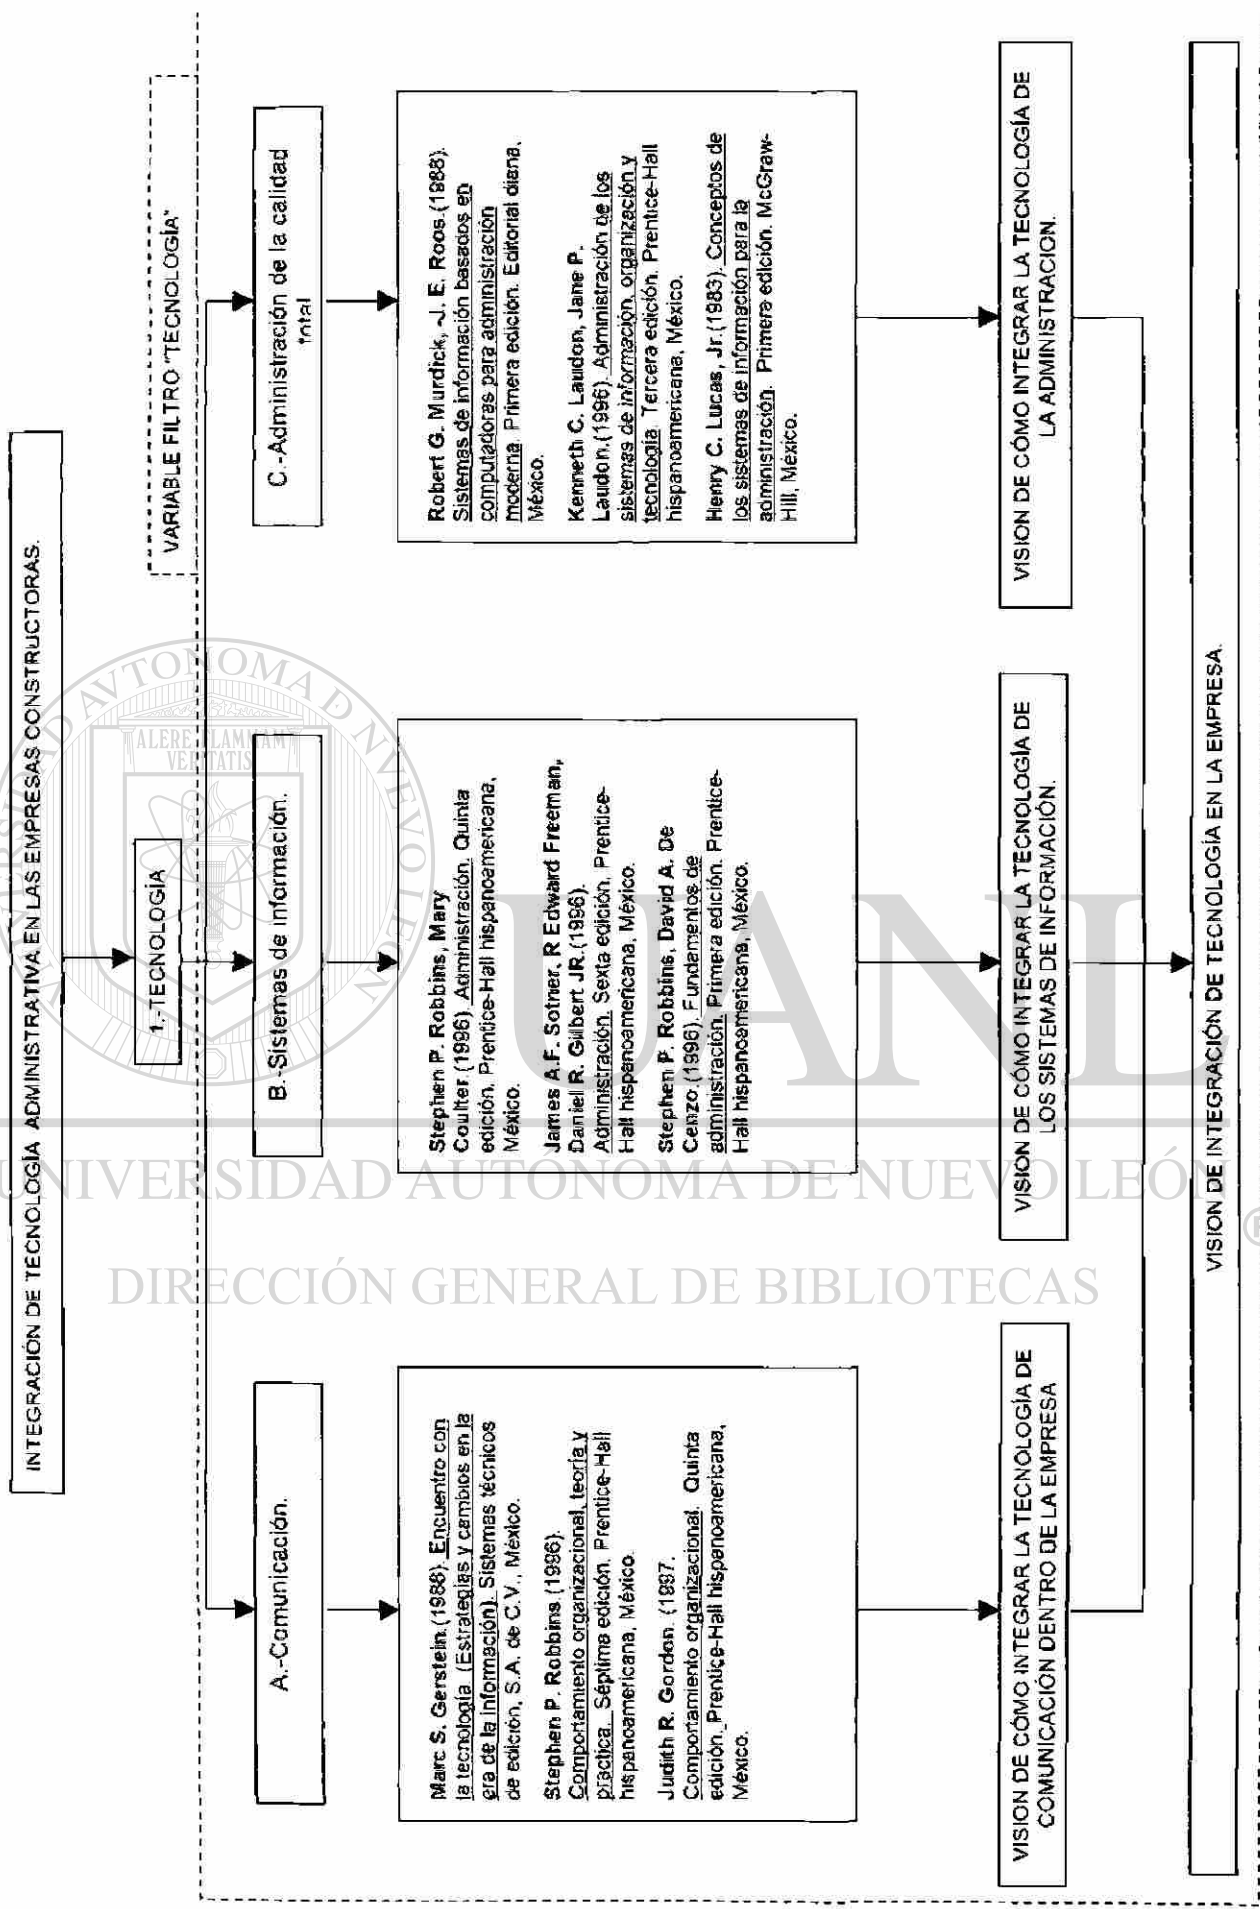 INTEGRACIÓN DE TECNOLOGÍA ADMINISTRATIVA EN LAS EMPRESAS CONSTRUCTORAS.
1.-TECNOLOGÍA
VARIABLE FILTRO "TECNOLOGÍA"
A.-Comunicación.
Marc S. Gerstein.(1988). Encuentro con
la tecnología (Estrategias y cambios en la
era de la información). Sistemas técnicos
de edición, S.A. de C.V., México.
Stephen P. Robbins.(1996).
Comportamiento organizacional, teoría y
practica. Séptima edición. Prentice-Hall
hispanoamericana, México.
Judith R. Gordon. (1997.
Comportamiento organizacional. Quinta
edición. Prentice-Hall hispanoamericana,
México.
VISION DE CÓMO INTEGRAR LA TECNOLOGÍA DE
COMUNICACIÓN DENTRO DE LA EMPRESA
B.-Sistemas de información.
Stephen P. Robbins, Mary
Coulter.(1996). Administración. Quinta
edición. Prentice-Hall hispanoamericana,
México.
James A.F. Sotner, R Edward Freeman,
Daniel R. Gilbert JR.(1996).
Administración. Sexta edición. Prentice-
Hall hispanoamericana, México.
Stephen P. Robbins, David A. De
Cenzo.(1996). Fundamentos de
administración. Primera edición. Prentice-
Hall hispanoamericana, México.
VISION DE CÓMO INTEGRAR LA TECNOLOGÍA DE
LOS SISTEMAS DE INFORMACIÓN.
C.-Administración de la calidad
total
Robert G. Murdick, J. E. Roos.(1988).
Sistemas de información basados en
computadoras para administración
moderna. Primera edición. Editorial diana,
México.
Kenneth C. Laudon, Jane P.
Laudon.(1996). Administración de los
sistemas de información, organización y
tecnología. Tercera edición. Prentice-Hall
hispanoamericana, México.
Henry C. Lucas, Jr.(1983). Conceptos de
los sistemas de información para la
administración. Primera edición. McGraw-
Hill, México.
VISION DE CÓMO INTEGRAR LA TECNOLOGÍA DE
LA ADMINISTRACION.
VISION DE INTEGRACIÓN DE TECNOLOGÍA EN LA EMPRESA.
ALERE FLAMMAM
VERITATIS
UANL
UNIVERSIDAD AUTÓNOMA DE NUEVO LEÓN
®
DIRECCIÓN GENERAL DE BIBLIOTECAS